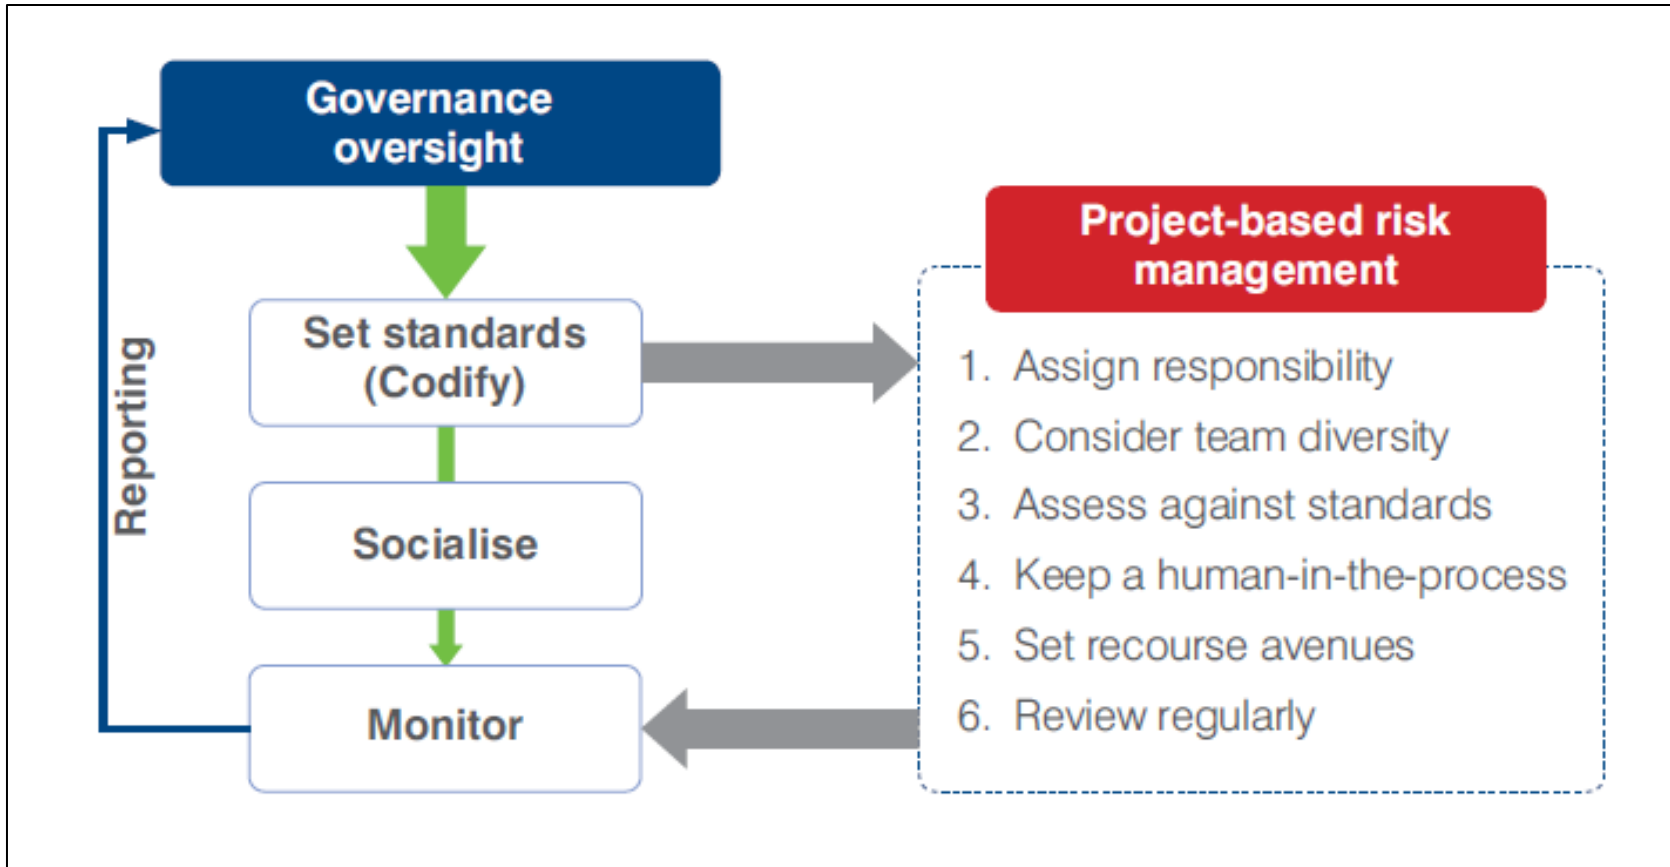 Governance
oversight
Set standards
(Codify)
Socialise
Monitor
Reporting
Project-based risk
management
1. Assign responsibility
2. Consider team diversity
3. Assess against standards
4. Keep a human-in-the-process
5. Set recourse avenues
6. Review regularly